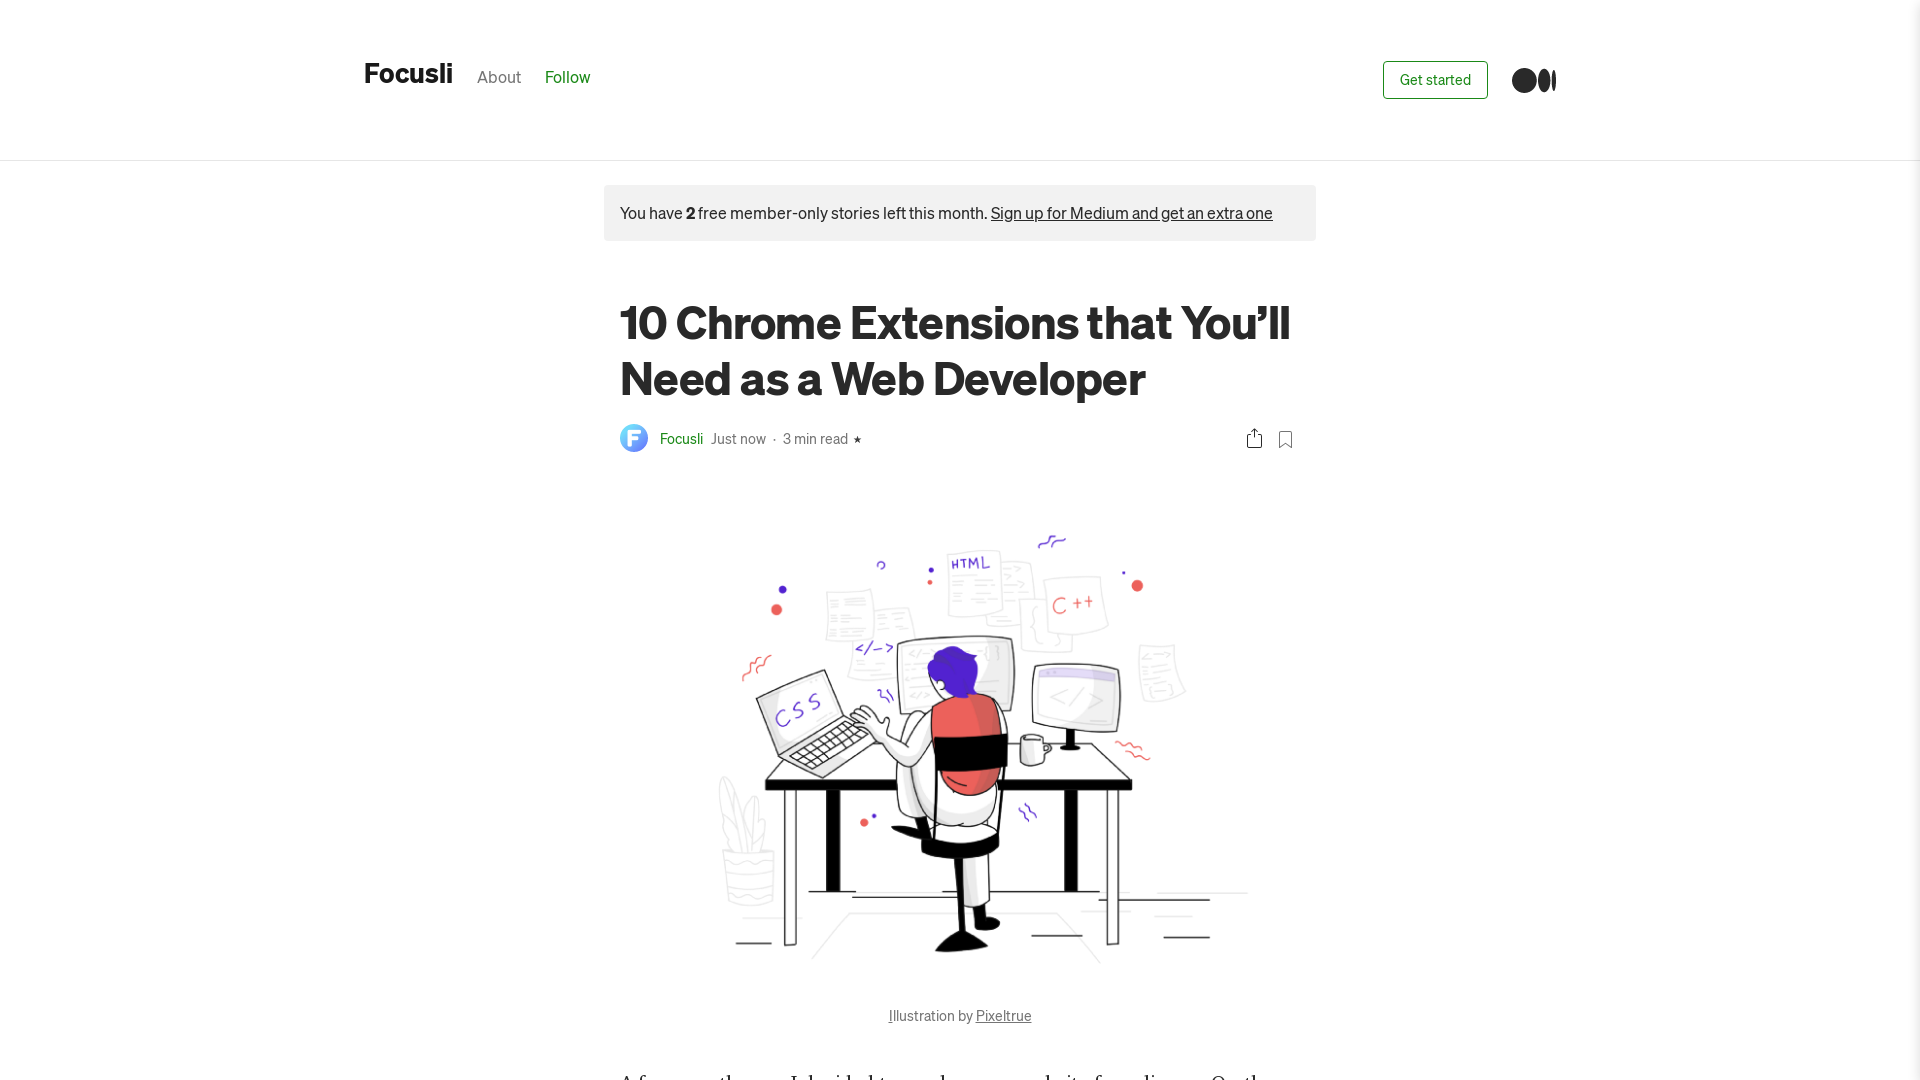 Focusli About Follow Get started
You have 2 free member-only stories left this month. Sign up for Medium and get an extra one
10 Chrome Extensions that You’ll
Need as a Web Developer
Focusli Just now · 3 min read ★
HTML
C++
</->
CSS
</>
Illustration by Pixeltrue